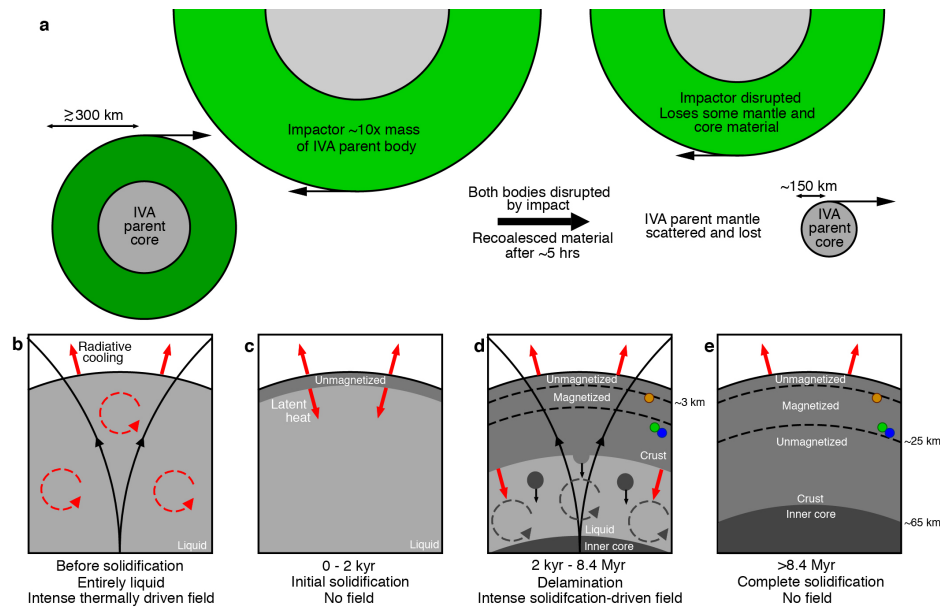 a
≳300 km
IVA
parent
core
Impactor ~10x mass
of IVA parent body
Both bodies disrupted
by impact
Recoalesced material
after ~5 hrs
Impactor disrupted
Loses some mantle and
core material
IVA parent mantle
scattered and lost
~150 km
IVA
parent
core
b
Radiative
cooling
Liquid
Before solidification
Entirely liquid
Intense thermally driven field
c
Unmagnetized
Latent
heat
Liquid
0 - 2 kyr
Initial solidification
No field
d
Unmagnetized
Magnetized
~3 km
Crust
Liquid
Inner core
2 kyr - 8.4 Myr
Delamination
Intense solidifcation-driven field
e
Unmagnetized
Magnetized
Unmagnetized
~25 km
Crust
Inner core
~65 km
>8.4 Myr
Complete solidification
No field